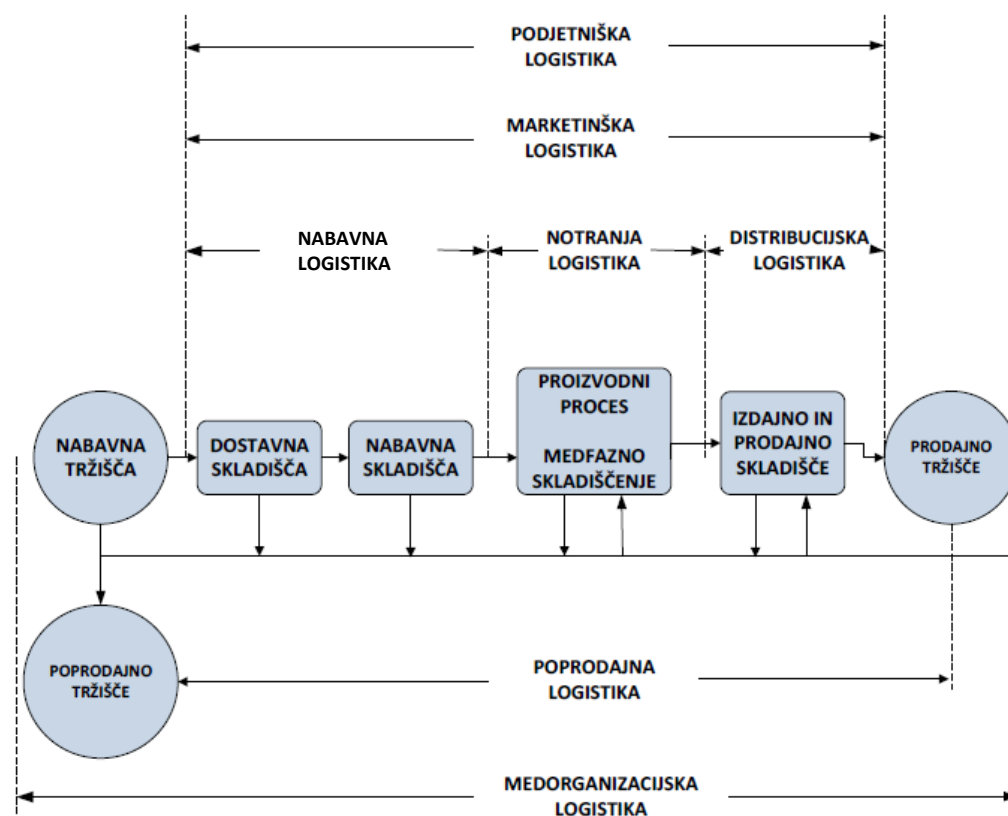 PODJETNIŠKA
LOGISTIKA
MARKETINŠKA
LOGISTIKA
NABAVNA
LOGISTIKA
NOTRANJA
LOGISTIKA
DISTRIBUCIJSKA
LOGISTIKA
NABAVNA
TRŽIŠČA
DOSTAVNA
SKLADIŠČA
NABAVNA
SKLADIŠČA
PROIZVODNI
PROCES
MEDFAZNO
SKLADIŠČENJE
IZDAJNO IN
PRODAJNO
SKLADIŠČE
PRODAJNO
TRŽIŠČE
POPRODAJNO
TRŽIŠČE
POPRODAJNA
LOGISTIKA
MEDORGANIZACIJSKA
LOGISTIKA